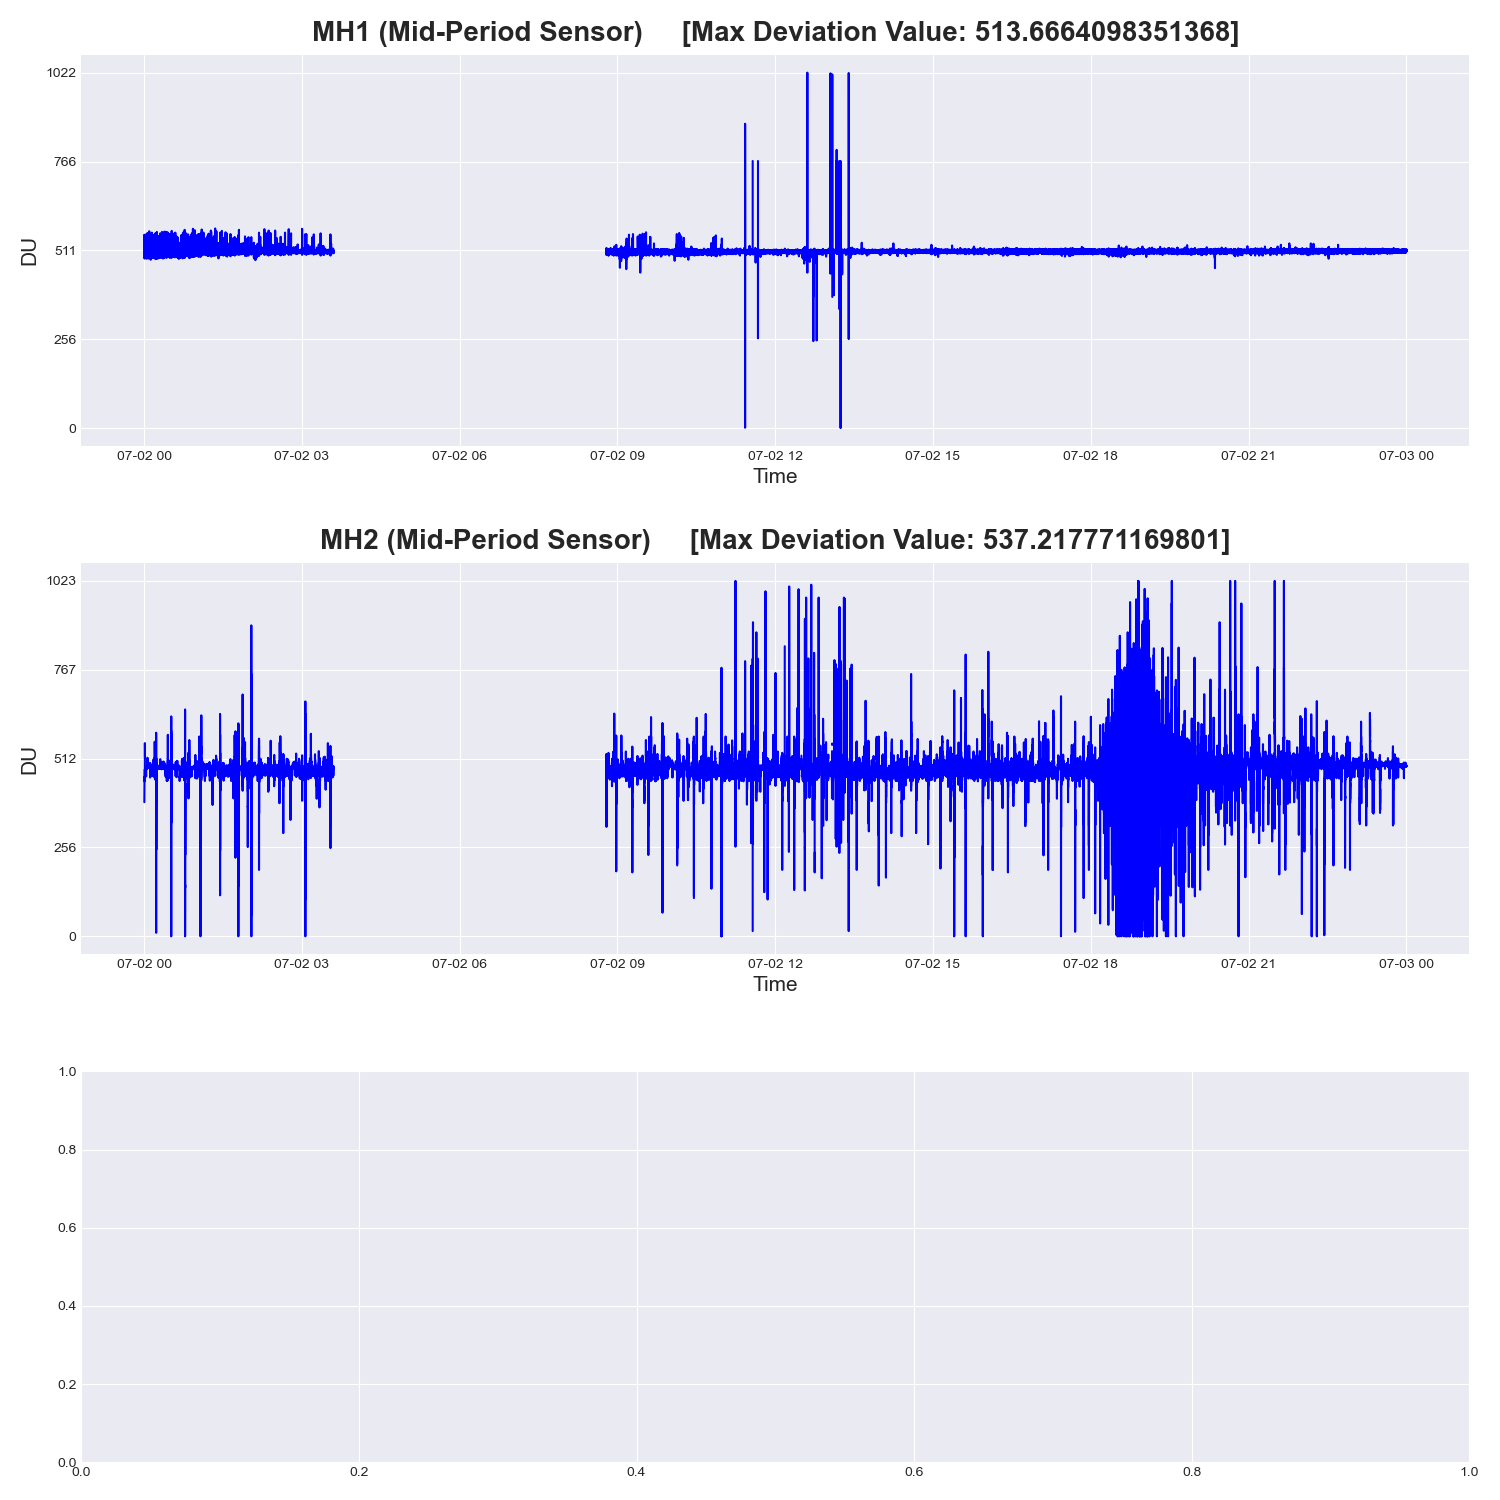 MH1 (Mid-Period Sensor) [Max Deviation Value: 513.6664098351368]
1022
766
511
256
0
DU
07-02 00 07-02 03 07-02 06 07-02 09 07-02 12 07-02 15 07-02 18 07-02 21 07-03 00
Time
MH2 (Mid-Period Sensor) [Max Deviation Value: 537.217771169801]
1023
767
512
256
0
DU
07-02 00 07-02 03 07-02 06 07-02 09 07-02 12 07-02 15 07-02 18 07-02 21 07-03 00
Time
1.0
0.8
0.6
0.4
0.2
0.0
0.0 0.2 0.4 0.6 0.8 1.0